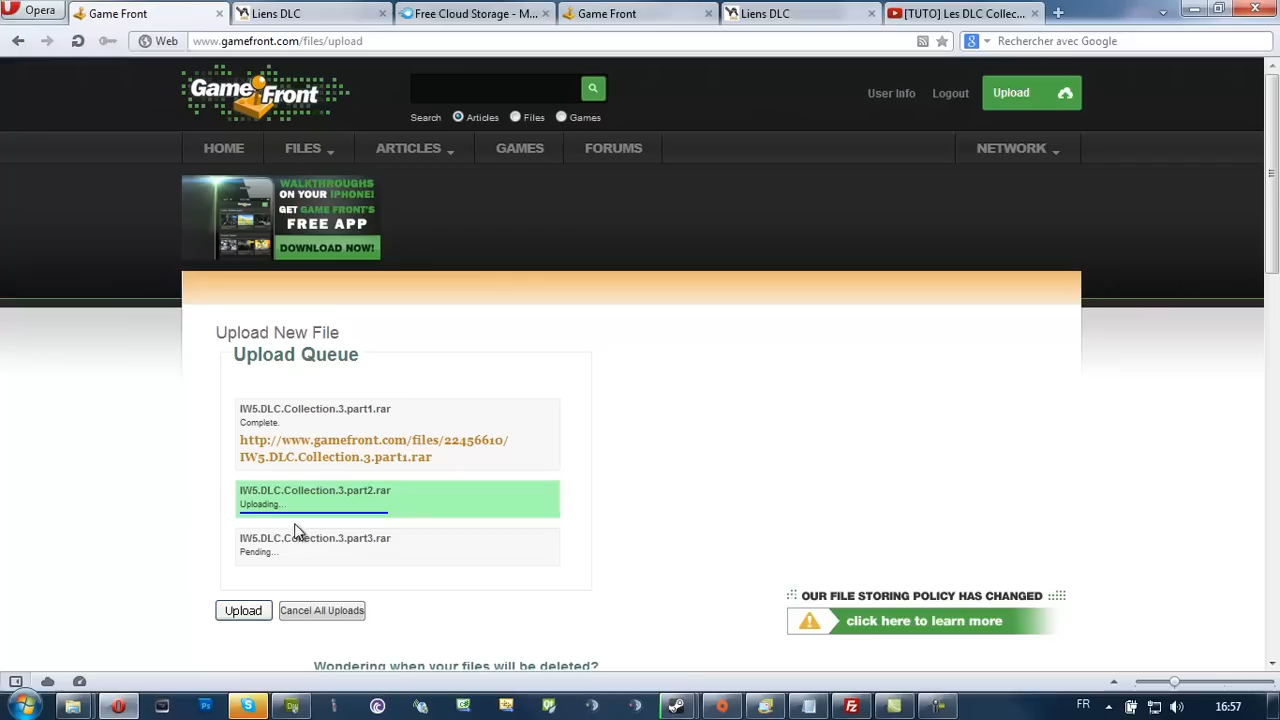 Opera
Game Front
Liens DLC
Free Cloud Storage - M...
Game Front
Liens DLC
[TUTO] Les DLC Collec...
Web
www.gamefront.com/files/upload
Rechercher avec Google
Game Front
Search
Articles
Files
Games
User Info
Logout
Upload
HOME
FILES
ARTICLES
GAMES
FORUMS
NETWORK
WALKTHROUGHS
ON YOUR IPHONE!
GET GAME FRONT'S
FREE APP
DOWNLOAD NOW!
Upload New File
Upload Queue
IW5.DLC.Collection.3.part1.rar
Complete.
http://www.gamefront.com/files/22456610/
IW5.DLC.Collection.3.part1.rar
IW5.DLC.Collection.3.part2.rar
Uploading...
IW5.DLC.Collection.3.part3.rar
Pending...
Upload
Cancel All Uploads
OUR FILE STORING POLICY HAS CHANGED
click here to learn more
Wondering when your files will be deleted?
FR
16:57